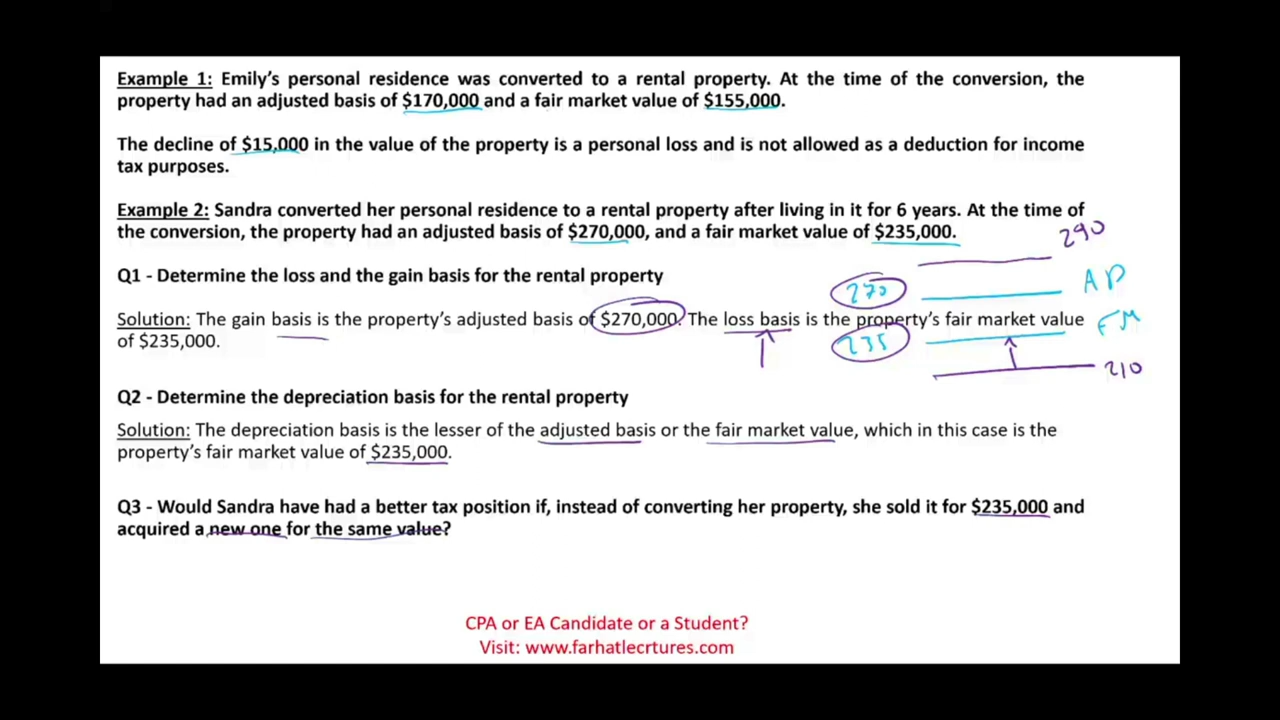 Example 1: Emily's personal residence was converted to a rental property. At the time of the conversion, the
property had an adjusted basis of $170,000 and a fair market value of $155,000.
The decline of $15,000 in the value of the property is a personal loss and is not allowed as a deduction for income
tax purposes.
Example 2: Sandra converted her personal residence to a rental property after living in it for 6 years. At the time of
the conversion, the property had an adjusted basis of $270,000, and a fair market value of $235,000.
290
Q1 - Determine the loss and the gain basis for the rental property
270
Solution: The gain basis is the property's adjusted basis of $270,000. The loss basis is the property's fair market value
of $235,000.
FM
235
210
Q2 - Determine the depreciation basis for the rental property
Solution: The depreciation basis is the lesser of the adjusted basis or the fair market value, which in this case is the
property's fair market value of $235,000.
Q3 - Would Sandra have had a better tax position if, instead of converting her property, she sold it for $235,000 and
acquired a new one for the same value?
CPA or EA Candidate or a Student?
Visit: www.farhatlecrtures.com